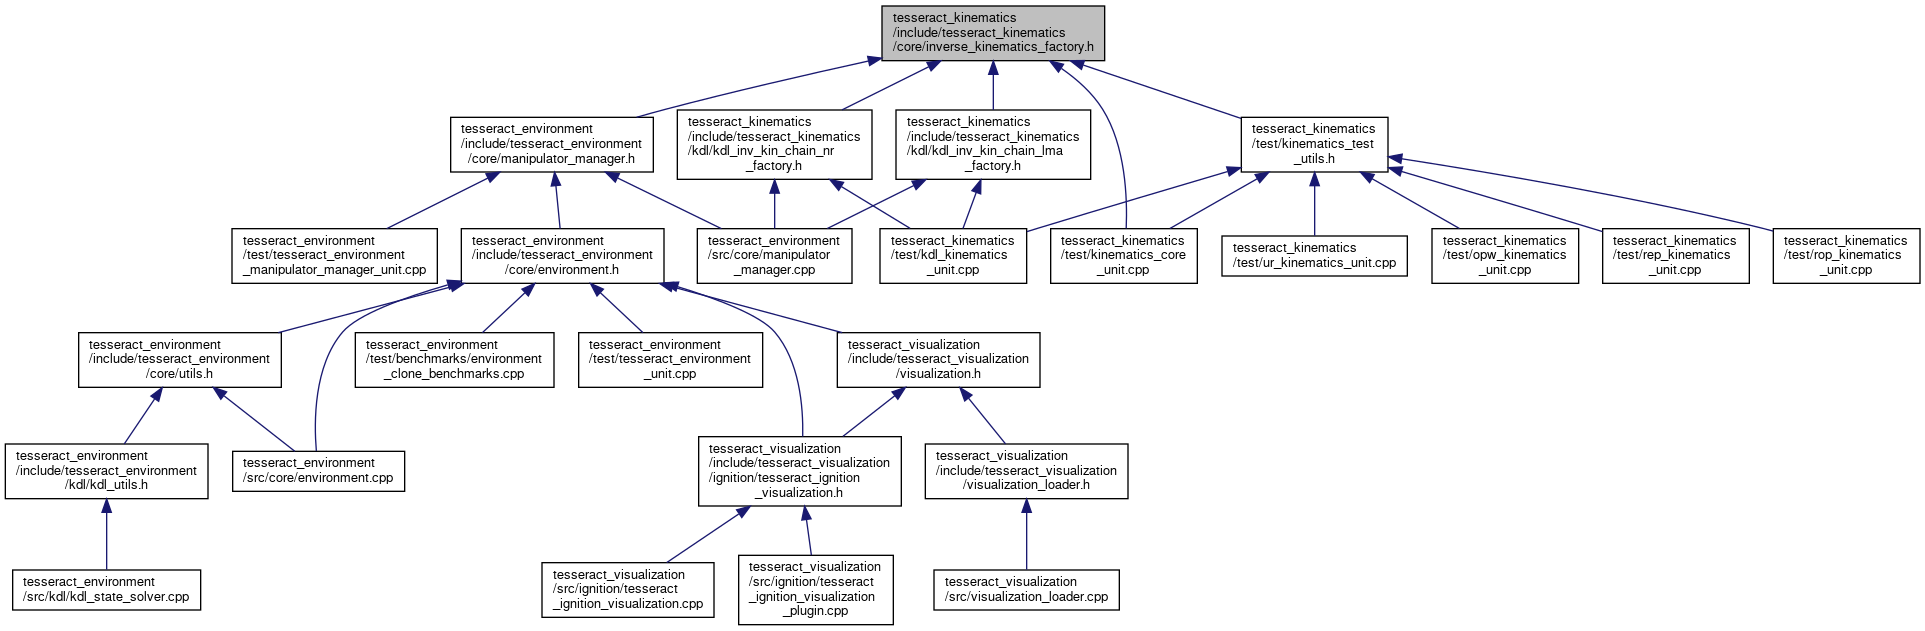 tesseract_kinematics
/include/tesseract_kinematics
/core/inverse_kinematics_factory.h
tesseract_environment
/include/tesseract_environment
/core/manipulator_manager.h
tesseract_kinematics
/include/tesseract_kinematics
/kdl/kdl_inv_kin_chain_nr
_factory.h
tesseract_kinematics
/include/tesseract_kinematics
/kdl/kdl_inv_kin_chain_lma
_factory.h
tesseract_kinematics
/test/kinematics_test
_utils.h
tesseract_environment
/test/tesseract_environment
_manipulator_manager_unit.cpp
tesseract_environment
/include/tesseract_environment
/core/environment.h
tesseract_environment
/src/core/manipulator
_manager.cpp
tesseract_kinematics
/test/kdl_kinematics
_unit.cpp
tesseract_kinematics
/test/kinematics_core
_unit.cpp
tesseract_kinematics
/test/ur_kinematics_unit.cpp
tesseract_kinematics
/test/opw_kinematics
_unit.cpp
tesseract_kinematics
/test/rep_kinematics
_unit.cpp
tesseract_kinematics
/test/rop_kinematics
_unit.cpp
tesseract_environment
/include/tesseract_environment
/core/utils.h
tesseract_environment
/test/benchmarks/environment
_clone_benchmarks.cpp
tesseract_environment
/test/tesseract_environment
_unit.cpp
tesseract_visualization
/include/tesseract_visualization
/visualization.h
tesseract_environment
/include/tesseract_environment
/kdl/kdl_utils.h
tesseract_environment
/src/core/environment.cpp
tesseract_visualization
/include/tesseract_visualization
/ignition/tesseract_ignition
_visualization.h
tesseract_visualization
/include/tesseract_visualization
/visualization_loader.h
tesseract_environment
/src/kdl/kdl_state_solver.cpp
tesseract_visualization
/src/ignition/tesseract
_ignition_visualization.cpp
tesseract_visualization
/src/ignition/tesseract
_ignition_visualization
_plugin.cpp
tesseract_visualization
/src/visualization_loader.cpp